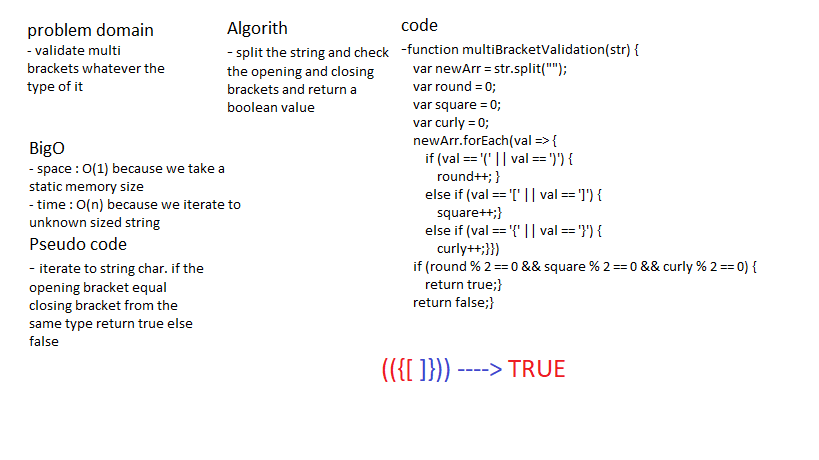 problem domain
- validate multi
brackets whatever the
type of it
BigO
- space : O(1) because we take a
static memory size
- time : O(n) because we iterate to
unknown sized string
Pseudo code
- iterate to string char. if the
opening bracket equal
closing bracket from the
same type return true else
false
Algorith
- split the string and check
the opening and closing
brackets and return a
boolean value
code
-function multiBracketValidation(str) {
var newArr = str.split("");
var round = 0;
var square = 0;
var curly = 0;
newArr.forEach(val => {
if (val == '(' || val == ')') {
round++; }
else if (val == '[' || val == ']') {
square++;}
else if (val == '{' || val == '}') {
curly++;}})
if (round % 2 == 0 && square % 2 == 0 && curly % 2 == 0) {
return true;}
return false;}
(({[ ]})) ----> TRUE